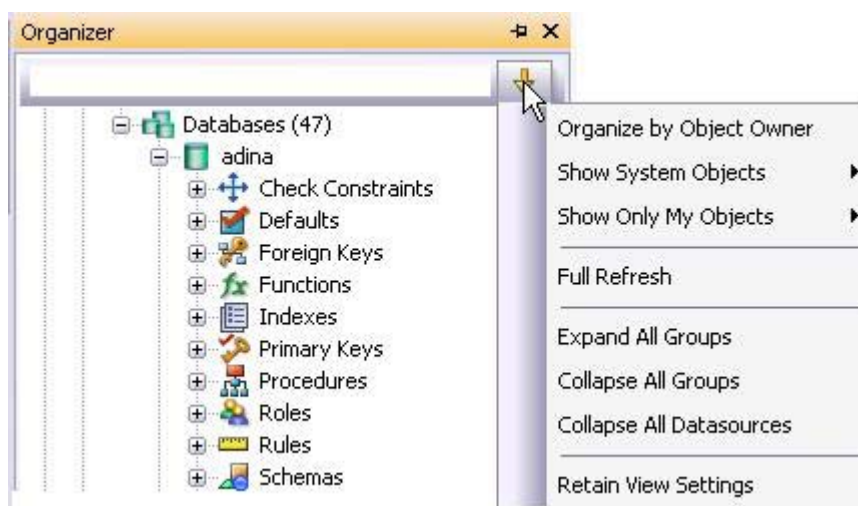 Organizer
Databases (47)
adina
Check Constraints
Defaults
Foreign Keys
fx Functions
Indexes
Primary Keys
Procedures
Roles
Rules
Schemas
Organize by Object Owner
Show System Objects
Show Only My Objects
Full Refresh
Expand All Groups
Collapse All Groups
Collapse All Datasources
Retain View Settings